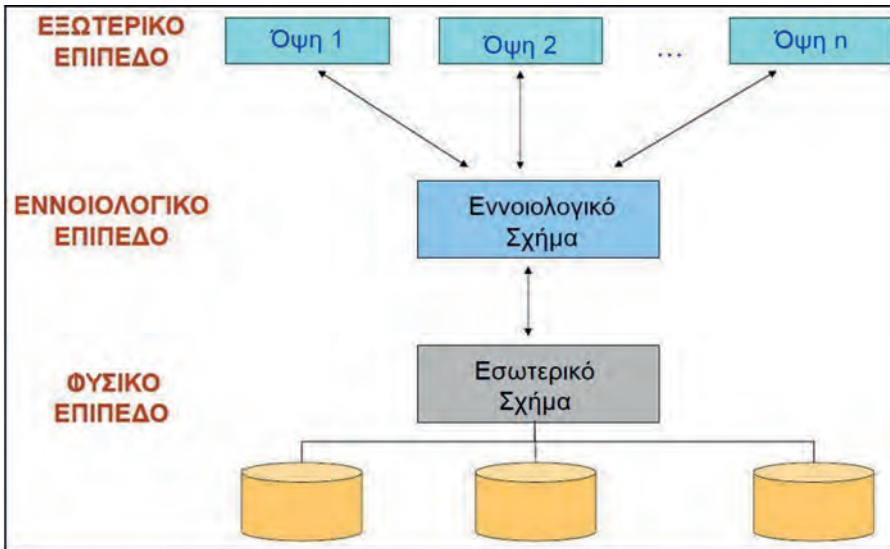 ΕΞΩΤΕΡΙΚΟ
ΕΠΙΠΕΔΟ
Όψη 1
Όψη 2
...
Όψη n
ΕΝΝΟΙΟΛΟΓΙΚΟ
ΕΠΙΠΕΔΟ
Εννοιολογικό
Σχήμα
ΦΥΣΙΚΟ
ΕΠΙΠΕΔΟ
Εσωτερικό
Σχήμα